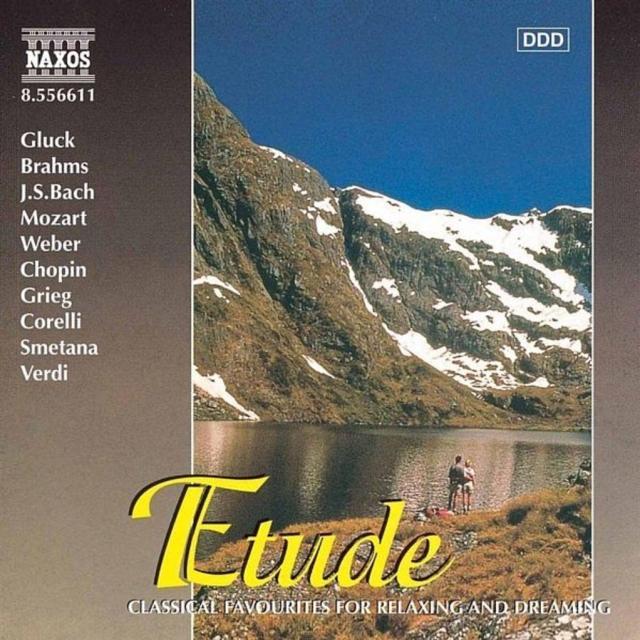 NAXOS
8.556611
DDD
Gluck
Brahms
J.S.Bach
Mozart
Weber
Chopin
Grieg
Corelli
Smetana
Verdi
Etude
CLASSICAL FAVOURITES FOR RELAXING AND DREAMING